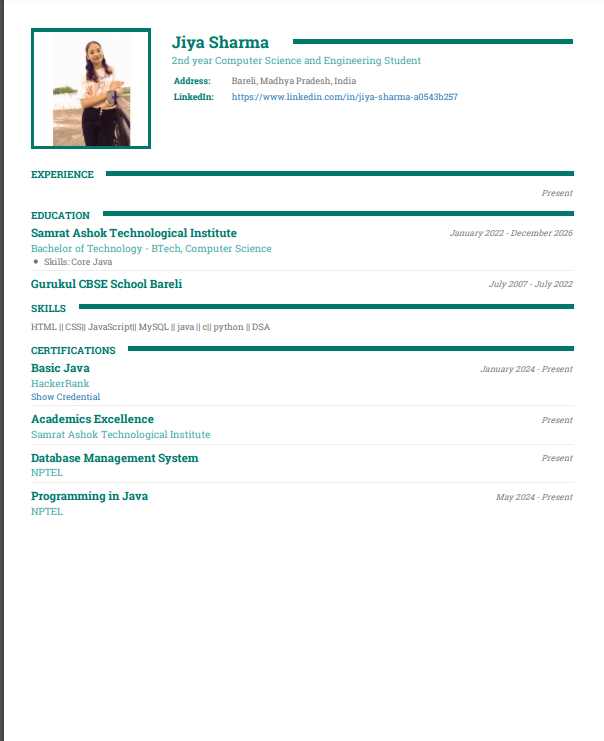 Jiya Sharma
2nd year Computer Science and Engineering Student
Address: Bareli, Madhya Pradesh, India
LinkedIn: https://www.linkedin.com/in/jiya-sharma-a0543b257
EXPERIENCE
Present
EDUCATION
Samrat Ashok Technological Institute January 2022 - December 2026
Bachelor of Technology - BTech, Computer Science
• Skills: Core Java
Gurukul CBSE School Bareli July 2007 - July 2022
SKILLS
HTML || CSS|| JavaScript|| MySQL || java || c|| python || DSA
CERTIFICATIONS
Basic Java January 2024 - Present
HackerRank
Show Credential
Academics Excellence Present
Samrat Ashok Technological Institute
Database Management System Present
NPTEL
Programming in Java May 2024 - Present
NPTEL